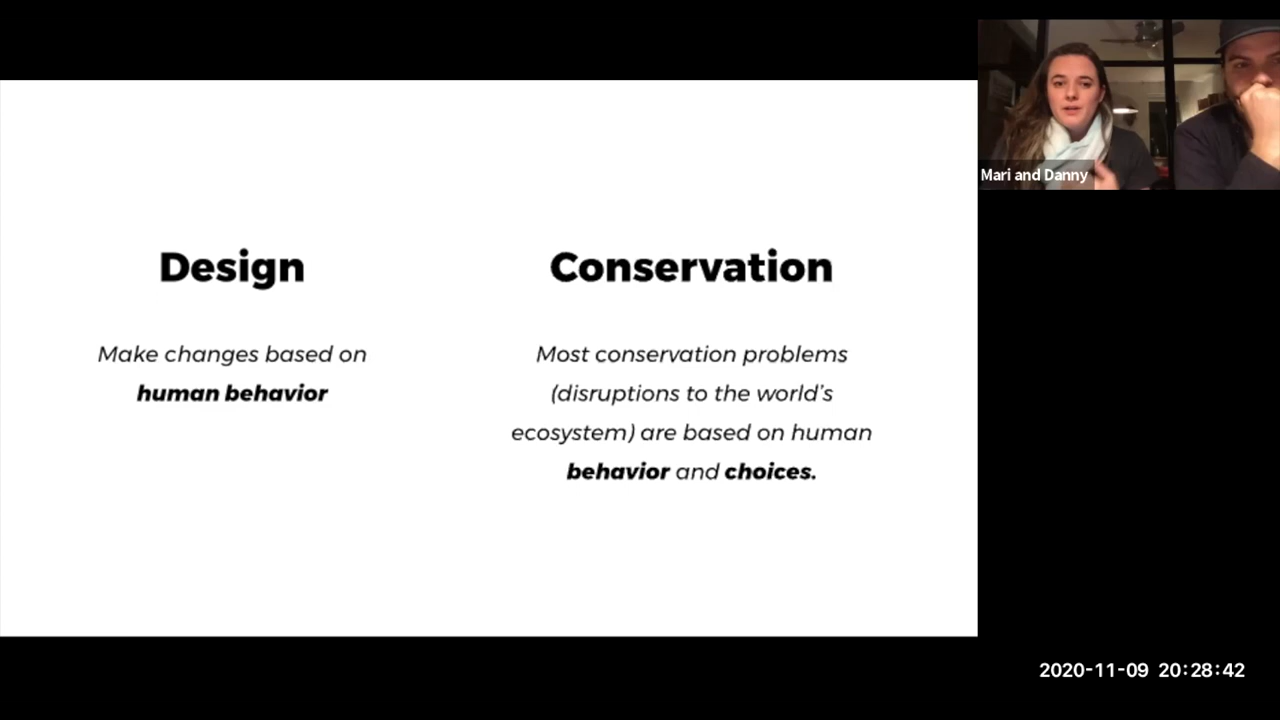 Design
Make changes based on
human behavior
Conservation
Most conservation problems
(disruptions to the world's
ecosystem) are based on human
behavior and choices.
Mari and Danny
2020-11-09 20:28:42